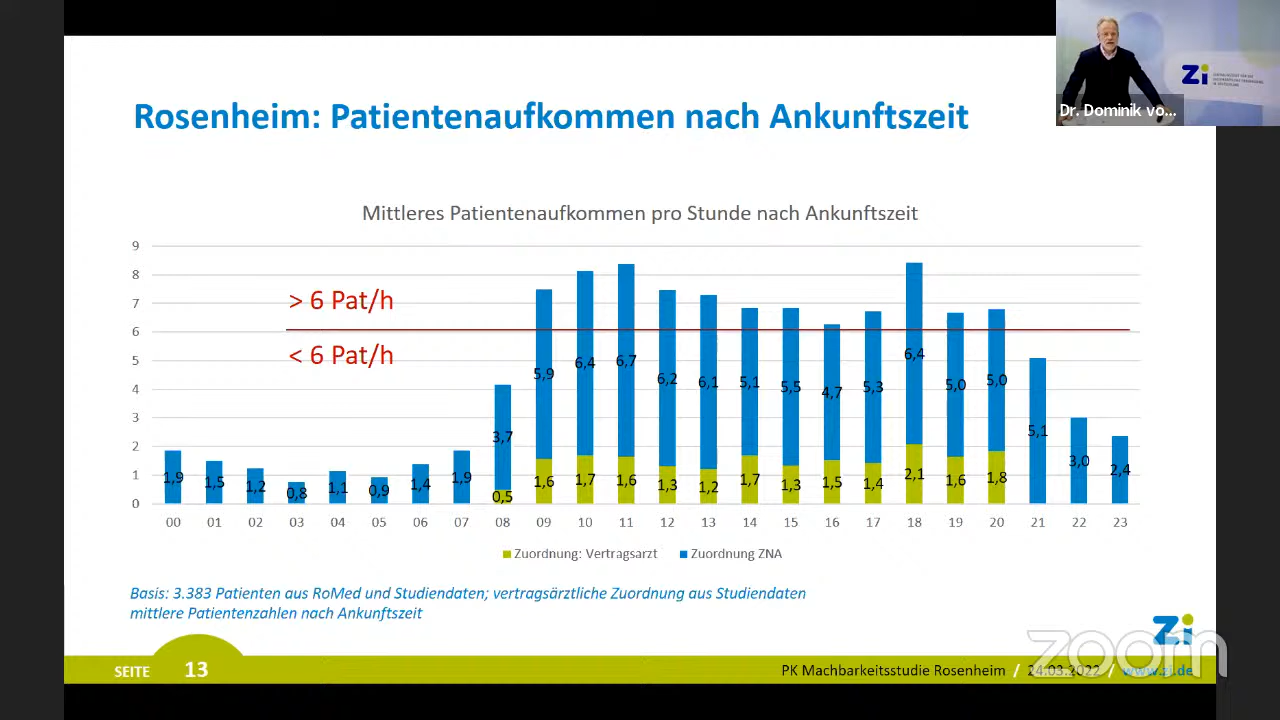 Rosenheim: Patientenaufkommen nach Ankunftszeit
Zi
Dr. Dominik vo...
Mittleres Patientenaufkommen pro Stunde nach Ankunftszeit
9
8
7
6
5
4
3
2
1
0
> 6 Pat/h
< 6 Pat/h
5,9 6,4 6,7 6,2 6,1 5,1 5,5 4,7 5,3 6,4 5,0 5,0
1,9 1,5 1,2 0,8 1,1 0,9 1,4 1,9 3,7 5,1 3,0 2,4
0,5 1,6 1,7 1,6 1,3 1,2 1,7 1,3 1,5 1,4 2,1 1,6 1,8
00 01 02 03 04 05 06 07 08 09 10 11 12 13 14 15 16 17 18 19 20 21 22 23
Zuordnung: Vertragsarzt Zuordnung ZNA
Basis: 3.383 Patienten aus RoMed und Studiendaten; vertragsärztliche Zuordnung aus Studiendaten
mittlere Patientenzahlen nach Ankunftszeit
Zi
zoom
SEITE 13
PK Machbarkeitsstudie Rosenheim / 24.03.2022 / www.zi.de